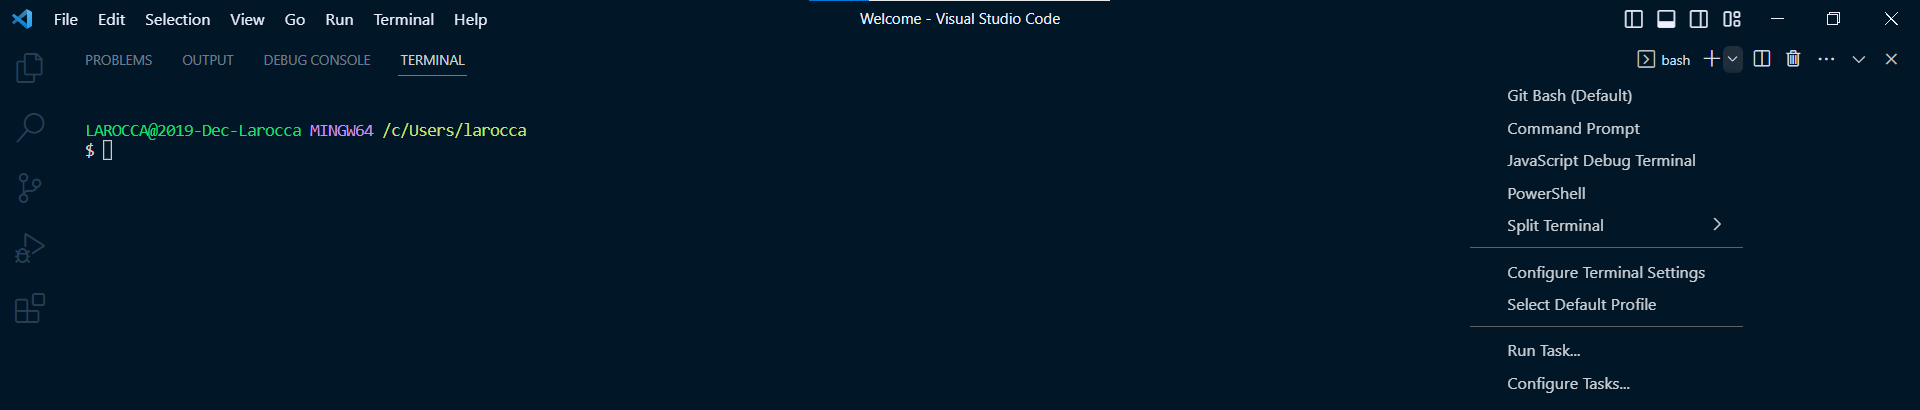 File Edit Selection View Go Run Terminal Help Welcome - Visual Studio Code
PROBLEMS OUTPUT DEBUG CONSOLE TERMINAL bash
Git Bash (Default)
LAROCCA@2019-Dec-Larocca MINGW64 /c/Users/larocca
$
Command Prompt
JavaScript Debug Terminal
PowerShell
Split Terminal
Configure Terminal Settings
Select Default Profile
Run Task...
Configure Tasks...